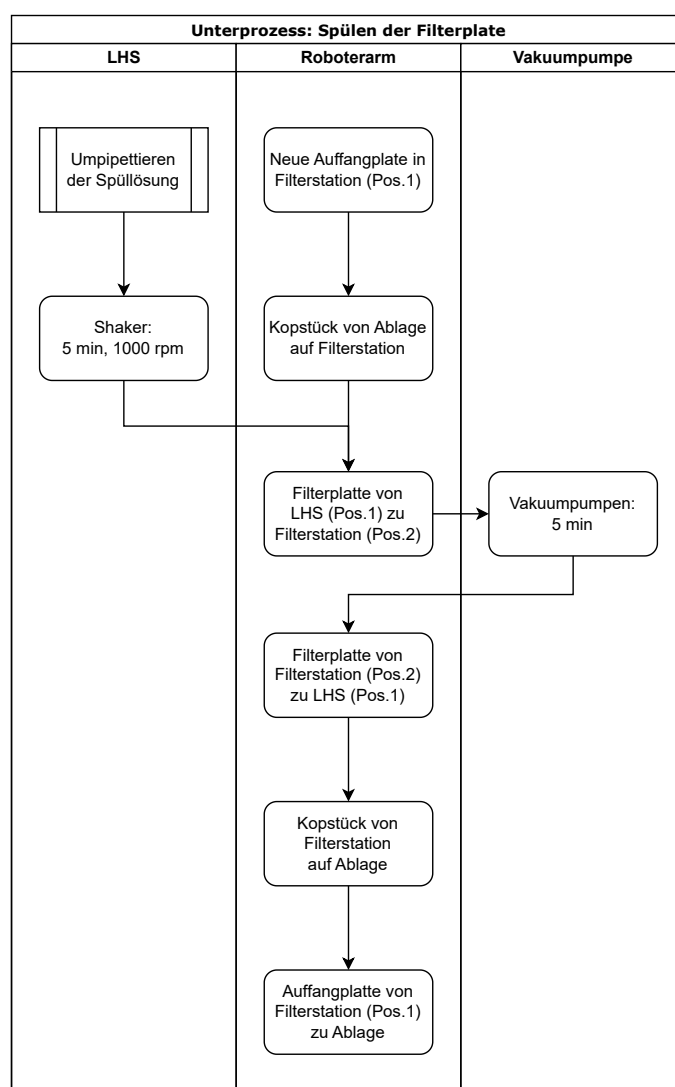 Unterprozess: Spülen der Filterplate
LHS
Roboterarm
Vakuumpumpe
Umpipettieren
der Spüllösung
Neue Auffangplate in
Filterstation (Pos.1)
Shaker:
5 min, 1000 rpm
Kopstück von Ablage
auf Filterstation
Filterplatte von
LHS (Pos.1) zu
Filterstation (Pos.2)
Vakuumpumpen:
5 min
Filterplatte von
Filterstation (Pos.2)
zu LHS (Pos.1)
Kopstück von
Filterstation
auf Ablage
Auffangplatte von
Filterstation (Pos.1)
zu Ablage